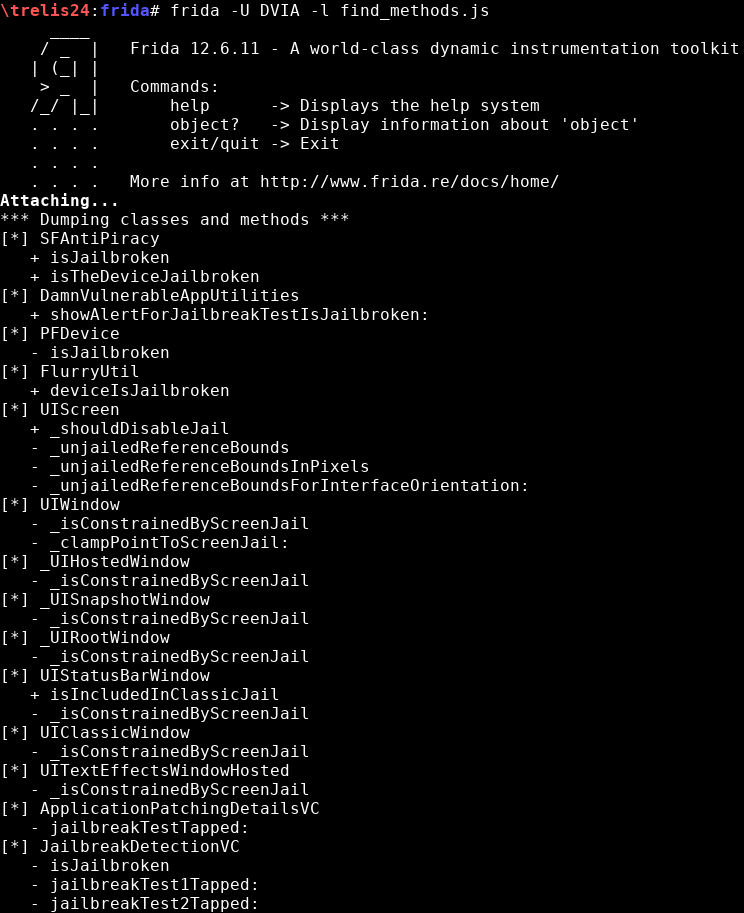 \trelis24:frida# frida -U DVIA -l find_methods.js
     ____
    / _  |   Frida 12.6.11 - A world-class dynamic instrumentation toolkit
   | (_| |
    > _  |   Commands:
   /_/ |_|       help      -> Displays the help system
   . . . .       object?   -> Display information about 'object'
   . . . .       exit/quit -> Exit
   . . . .
   . . . .   More info at http://www.frida.re/docs/home/
Attaching...
*** Dumping classes and methods ***
[*] SFAntiPiracy
   + isJailbroken
   + isTheDeviceJailbroken
[*] DamnVulnerableAppUtilities
   + showAlertForJailbreakTestIsJailbroken:
[*] PFDevice
   - isJailbroken
[*] FlurryUtil
   + deviceIsJailbroken
[*] UIScreen
   + _shouldDisableJail
   - _unjailedReferenceBounds
   - _unjailedReferenceBoundsInPixels
   - _unjailedReferenceBoundsForInterfaceOrientation:
[*] UIWindow
   - _isConstrainedByScreenJail
   - _clampPointToScreenJail:
[*] _UIHostedWindow
   - _isConstrainedByScreenJail
[*] _UISnapshotWindow
   - _isConstrainedByScreenJail
[*] _UIRootWindow
   - _isConstrainedByScreenJail
[*] UIStatusBarWindow
   + isIncludedInClassicJail
   - _isConstrainedByScreenJail
[*] UIClassicWindow
   - _isConstrainedByScreenJail
[*] UITextEffectsWindowHosted
   - _isConstrainedByScreenJail
[*] ApplicationPatchingDetailsVC
   - jailbreakTestTapped:
[*] JailbreakDetectionVC
   - isJailbroken
   - jailbreakTest1Tapped:
   - jailbreakTest2Tapped: